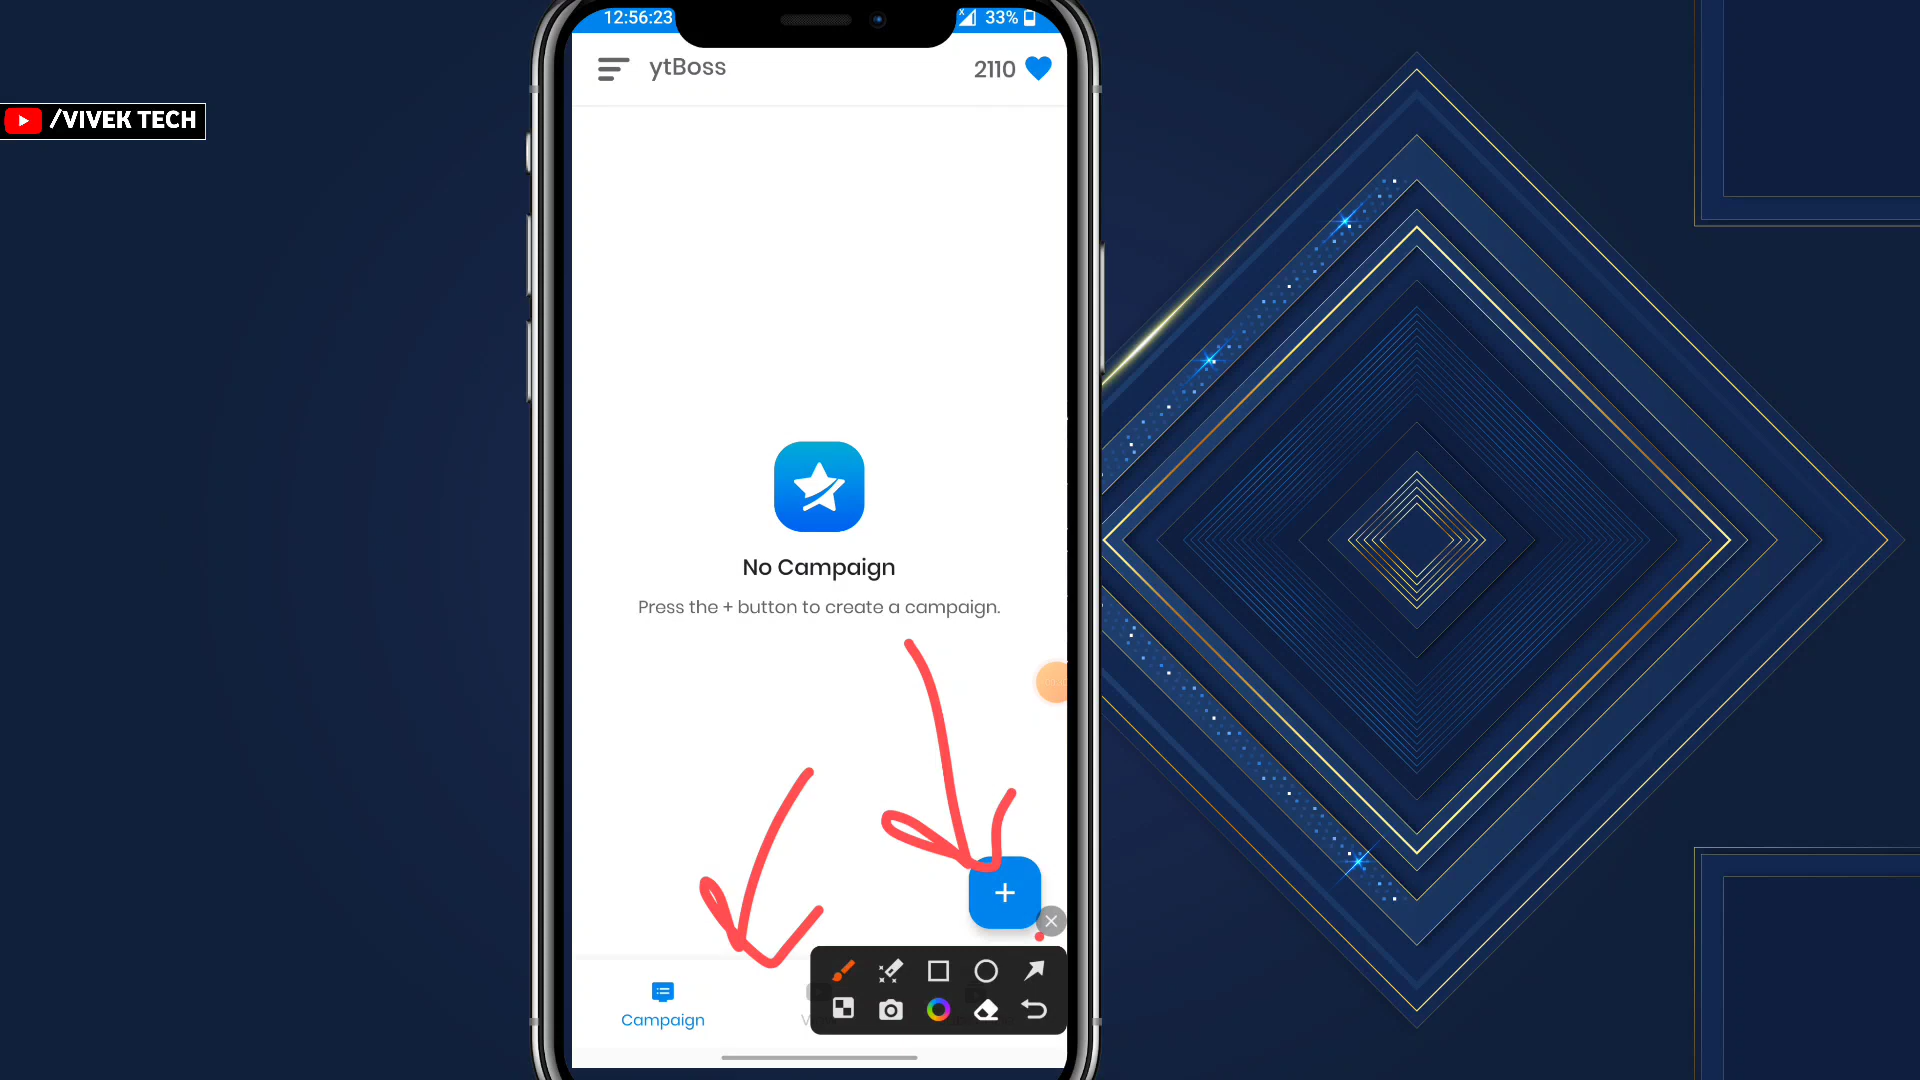 12:56:23
33%
ytBoss
2110
/VIVEK TECH
No Campaign
Press the + button to create a campaign.
Campaign